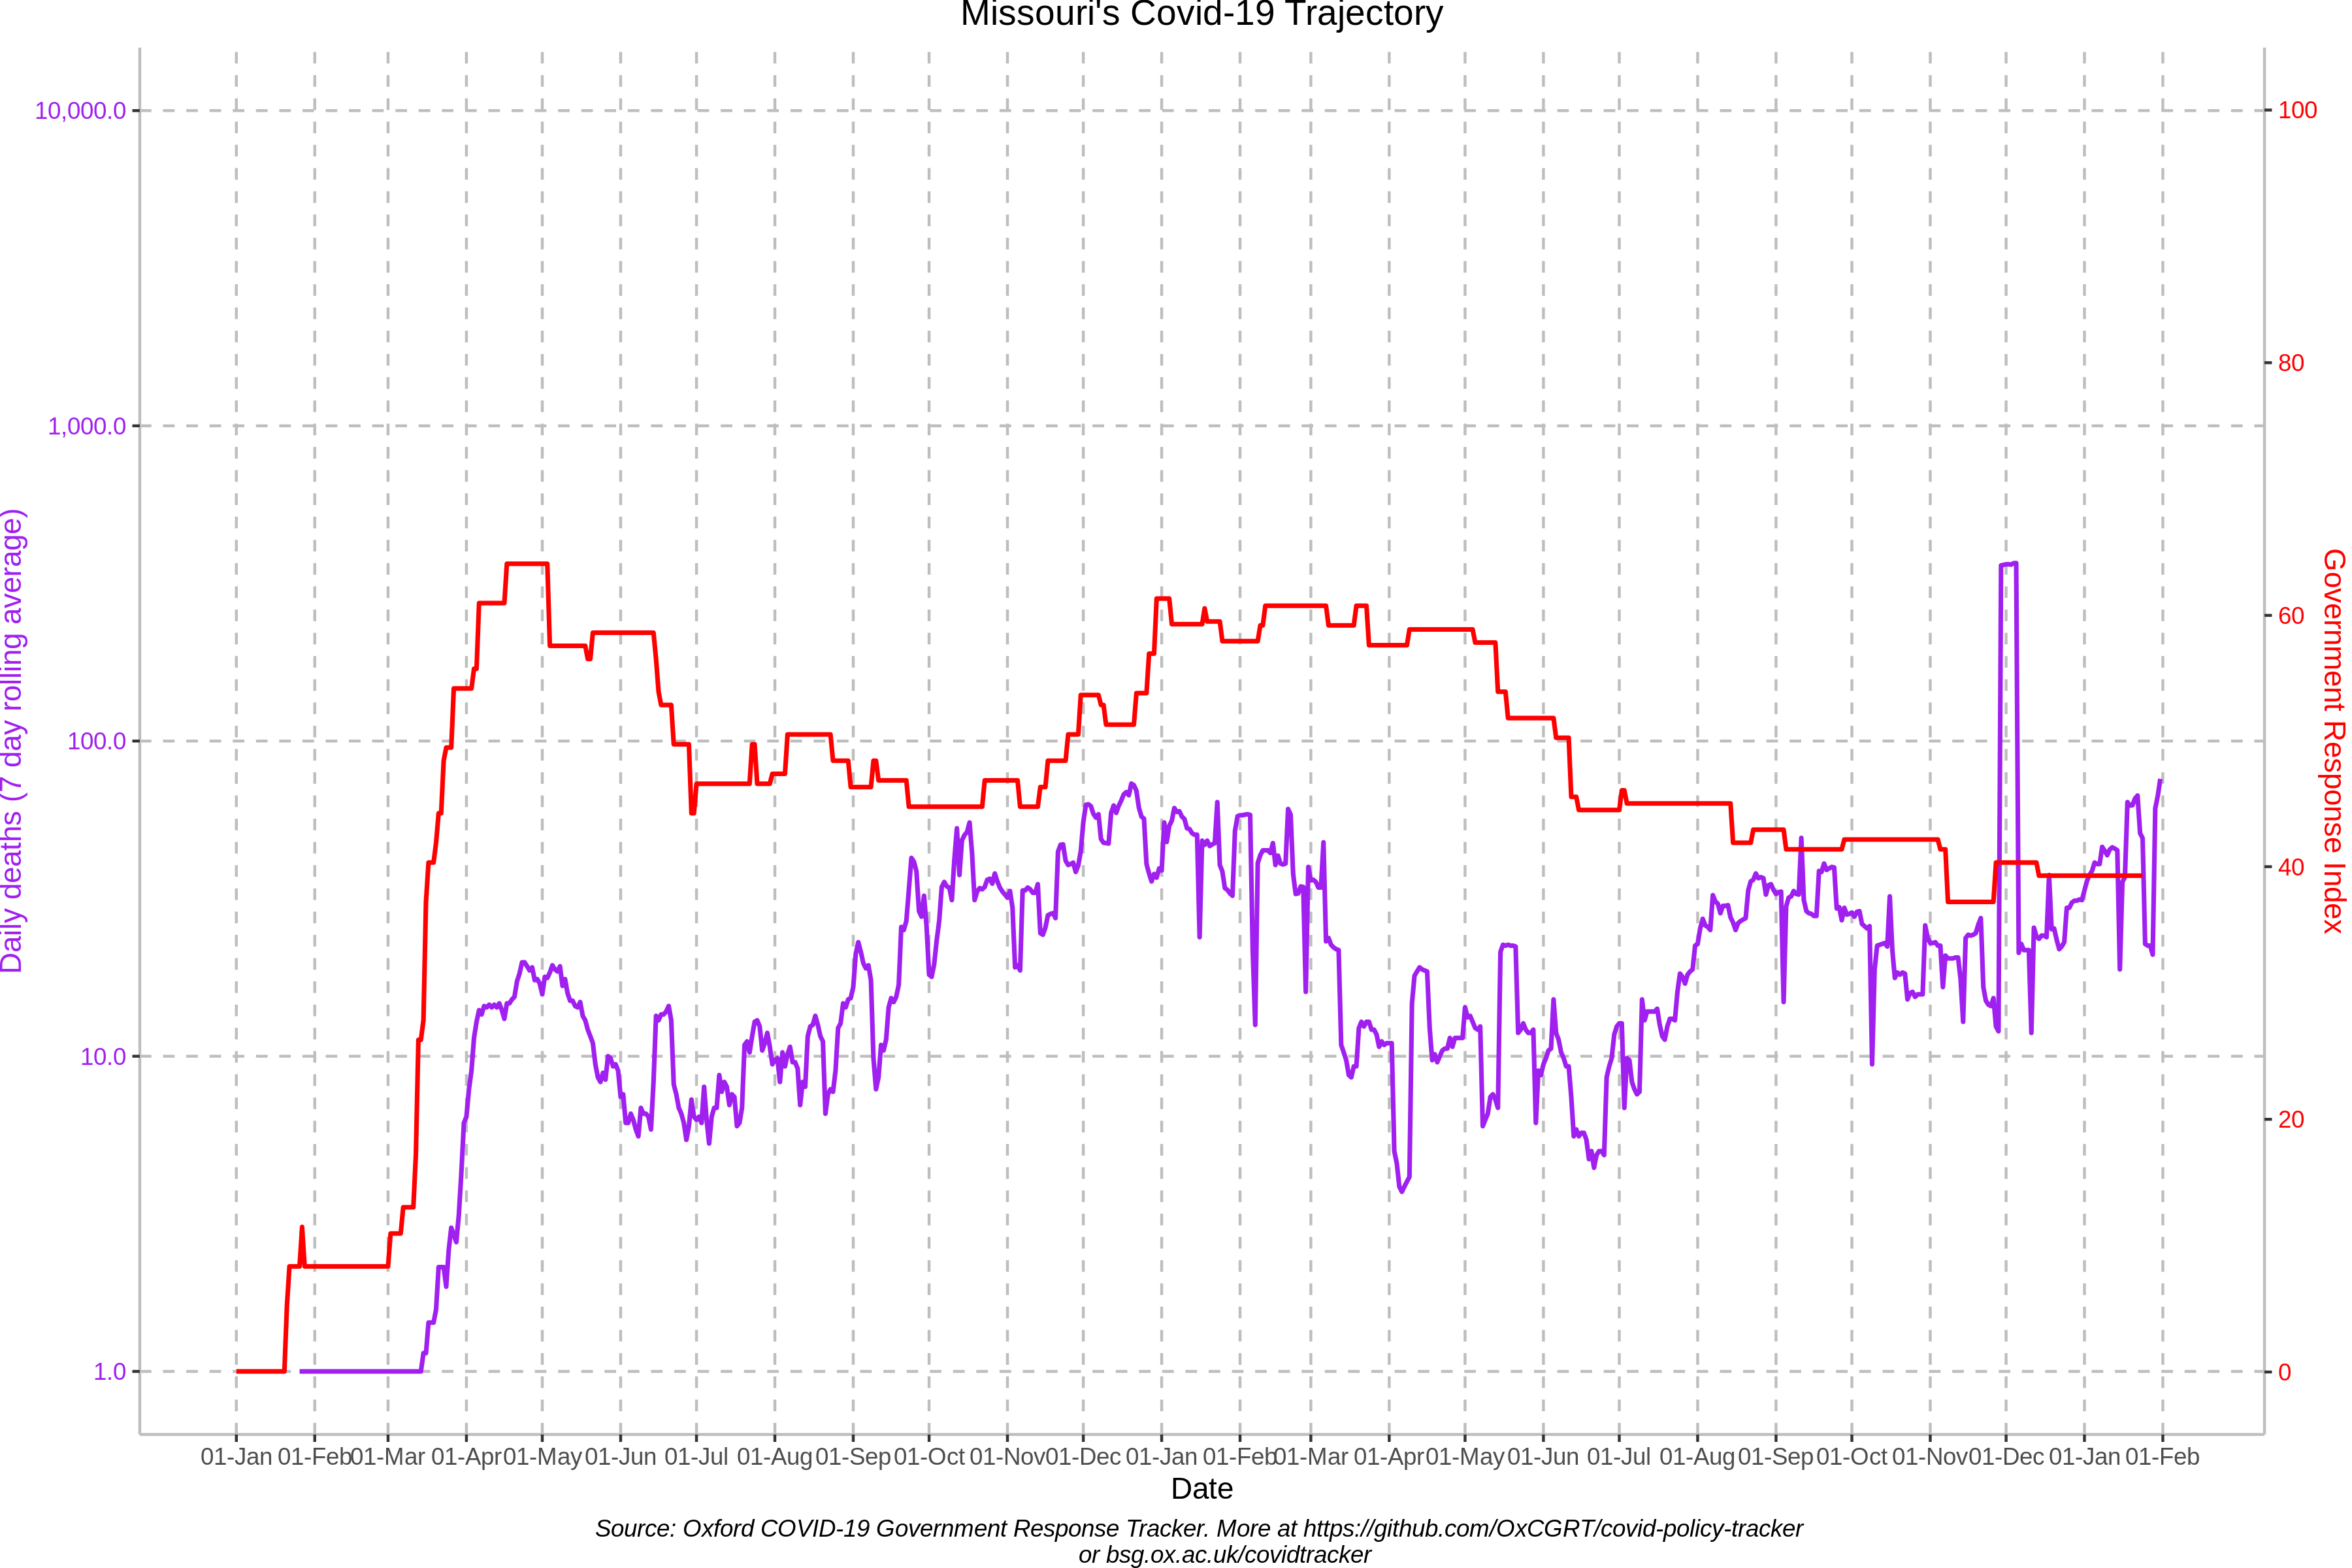 Missouri's Covid-19 Trajectory
10,000.0
1,000.0
100.0
10.0
1.0
Daily deaths (7 day rolling average)
100
80
60
40
20
0
Government Response Index
01-Jan 01-Feb 01-Mar 01-Apr 01-May 01-Jun 01-Jul 01-Aug 01-Sep 01-Oct 01-Nov 01-Dec 01-Jan 01-Feb 01-Mar 01-Apr 01-May 01-Jun 01-Jul 01-Aug 01-Sep 01-Oct 01-Nov 01-Dec 01-Jan 01-Feb
Date
Source: Oxford COVID-19 Government Response Tracker. More at https://github.com/OxCGRT/covid-policy-tracker
or bsg.ox.ac.uk/covidtracker